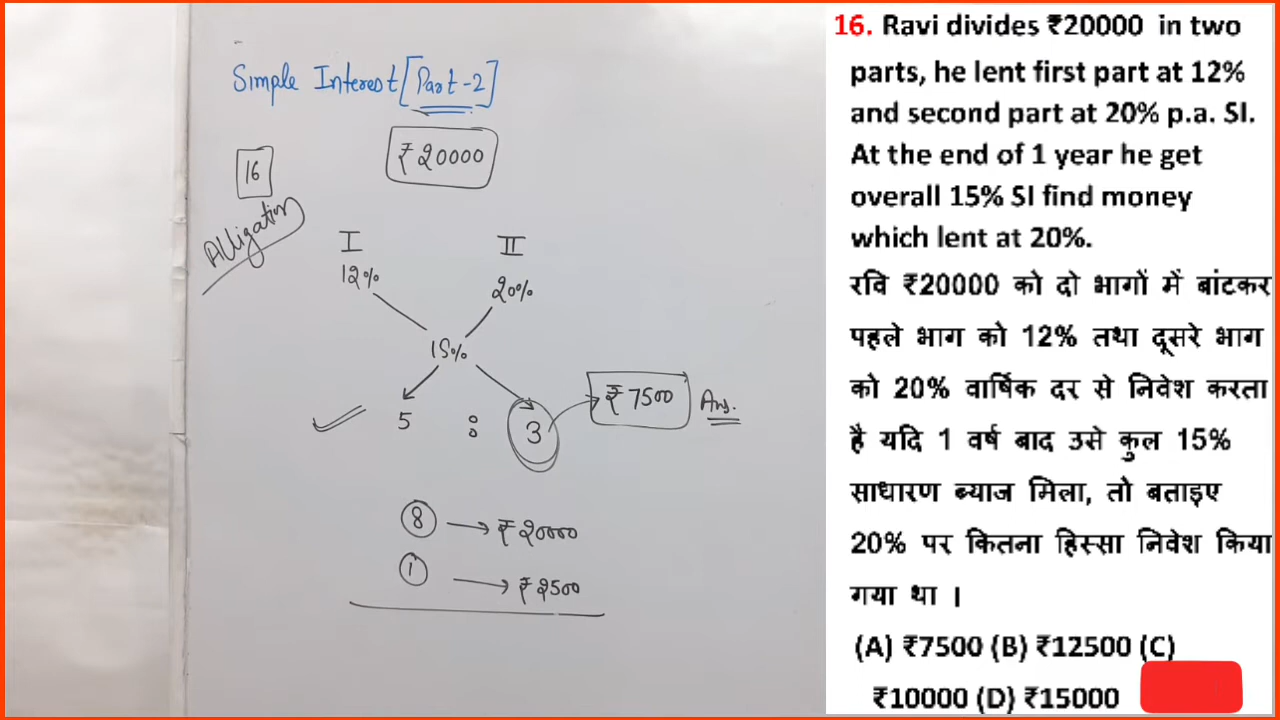 Simple Interest [Part-2]
16
₹20000
Alligation
I II
12% 20%
15%
5 : 3 ₹7500 Ans.
8 → ₹20000
1 → ₹2500
16. Ravi divides ₹20000 in two
parts, he lent first part at 12%
and second part at 20% p.a. SI.
At the end of 1 year he get
overall 15% SI find money
which lent at 20%.
रवि ₹20000 को दो भागों में बांटकर
पहले भाग को 12% तथा दूसरे भाग
को 20% वार्षिक दर से निवेश करता
है यदि 1 वर्ष बाद उसे कुल 15%
साधारण ब्याज मिला, तो बताइए
20% पर कितना हिस्सा निवेश किया
गया था ।
(A) ₹7500 (B) ₹12500 (C)
₹10000 (D) ₹15000